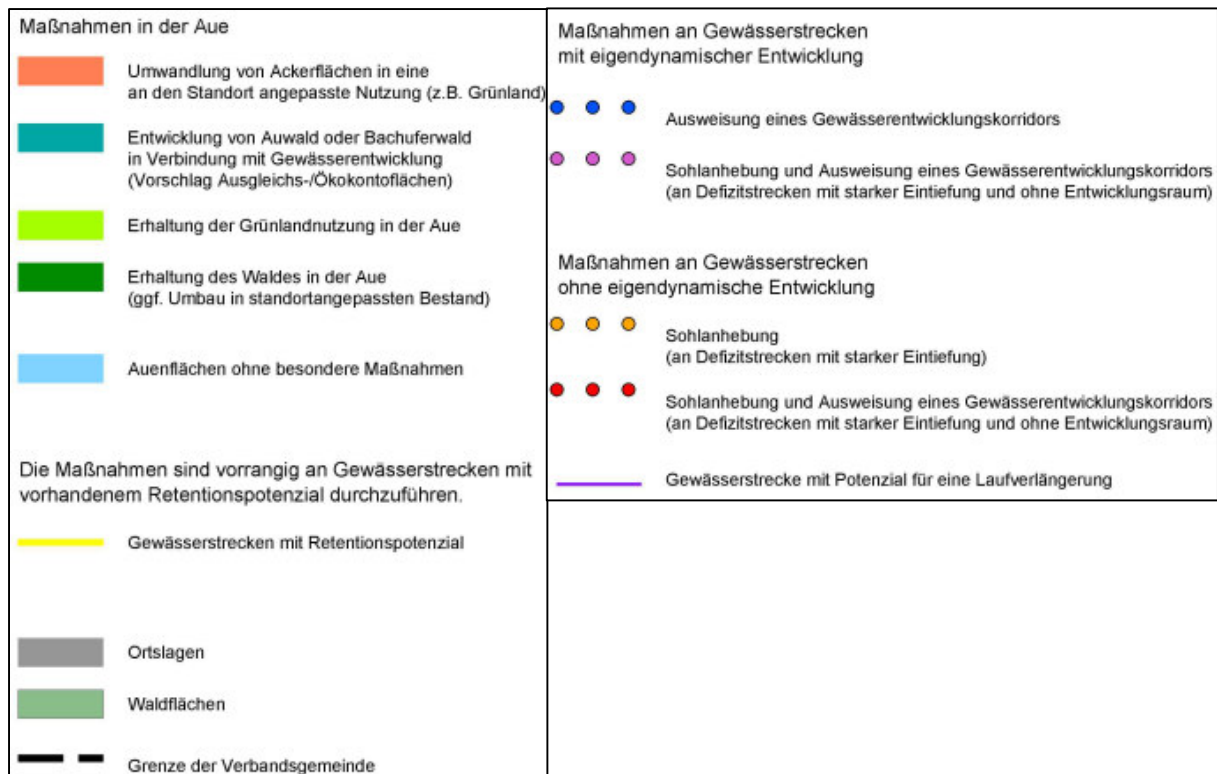 Maßnahmen in der Aue
Umwandlung von Ackerflächen in eine
an den Standort angepasste Nutzung (z.B. Grünland)
Entwicklung von Auwald oder Bachuferwald
in Verbindung mit Gewässerentwicklung
(Vorschlag Ausgleichs-/Ökokontoflächen)
Erhaltung der Grünlandnutzung in der Aue
Erhaltung des Waldes in der Aue
(ggf. Umbau in standortangepassten Bestand)
Auenflächen ohne besondere Maßnahmen
Die Maßnahmen sind vorrangig an Gewässerstrecken mit
vorhandenem Retentionspotenzial durchzuführen.
Gewässerstrecken mit Retentionspotenzial
Ortslagen
Waldflächen
Grenze der Verbandsgemeinde
Maßnahmen an Gewässerstrecken
mit eigendynamischer Entwicklung
Ausweisung eines Gewässerentwicklungskorridors
Sohlanhebung und Ausweisung eines Gewässerentwicklungskorridors
(an Defizitstrecken mit starker Eintiefung und ohne Entwicklungsraum)
Maßnahmen an Gewässerstrecken
ohne eigendynamische Entwicklung
Sohlanhebung
(an Defizitstrecken mit starker Eintiefung)
Sohlanhebung und Ausweisung eines Gewässerentwicklungskorridors
(an Defizitstrecken mit starker Eintiefung und ohne Entwicklungsraum)
Gewässerstrecke mit Potenzial für eine Laufverlängerung